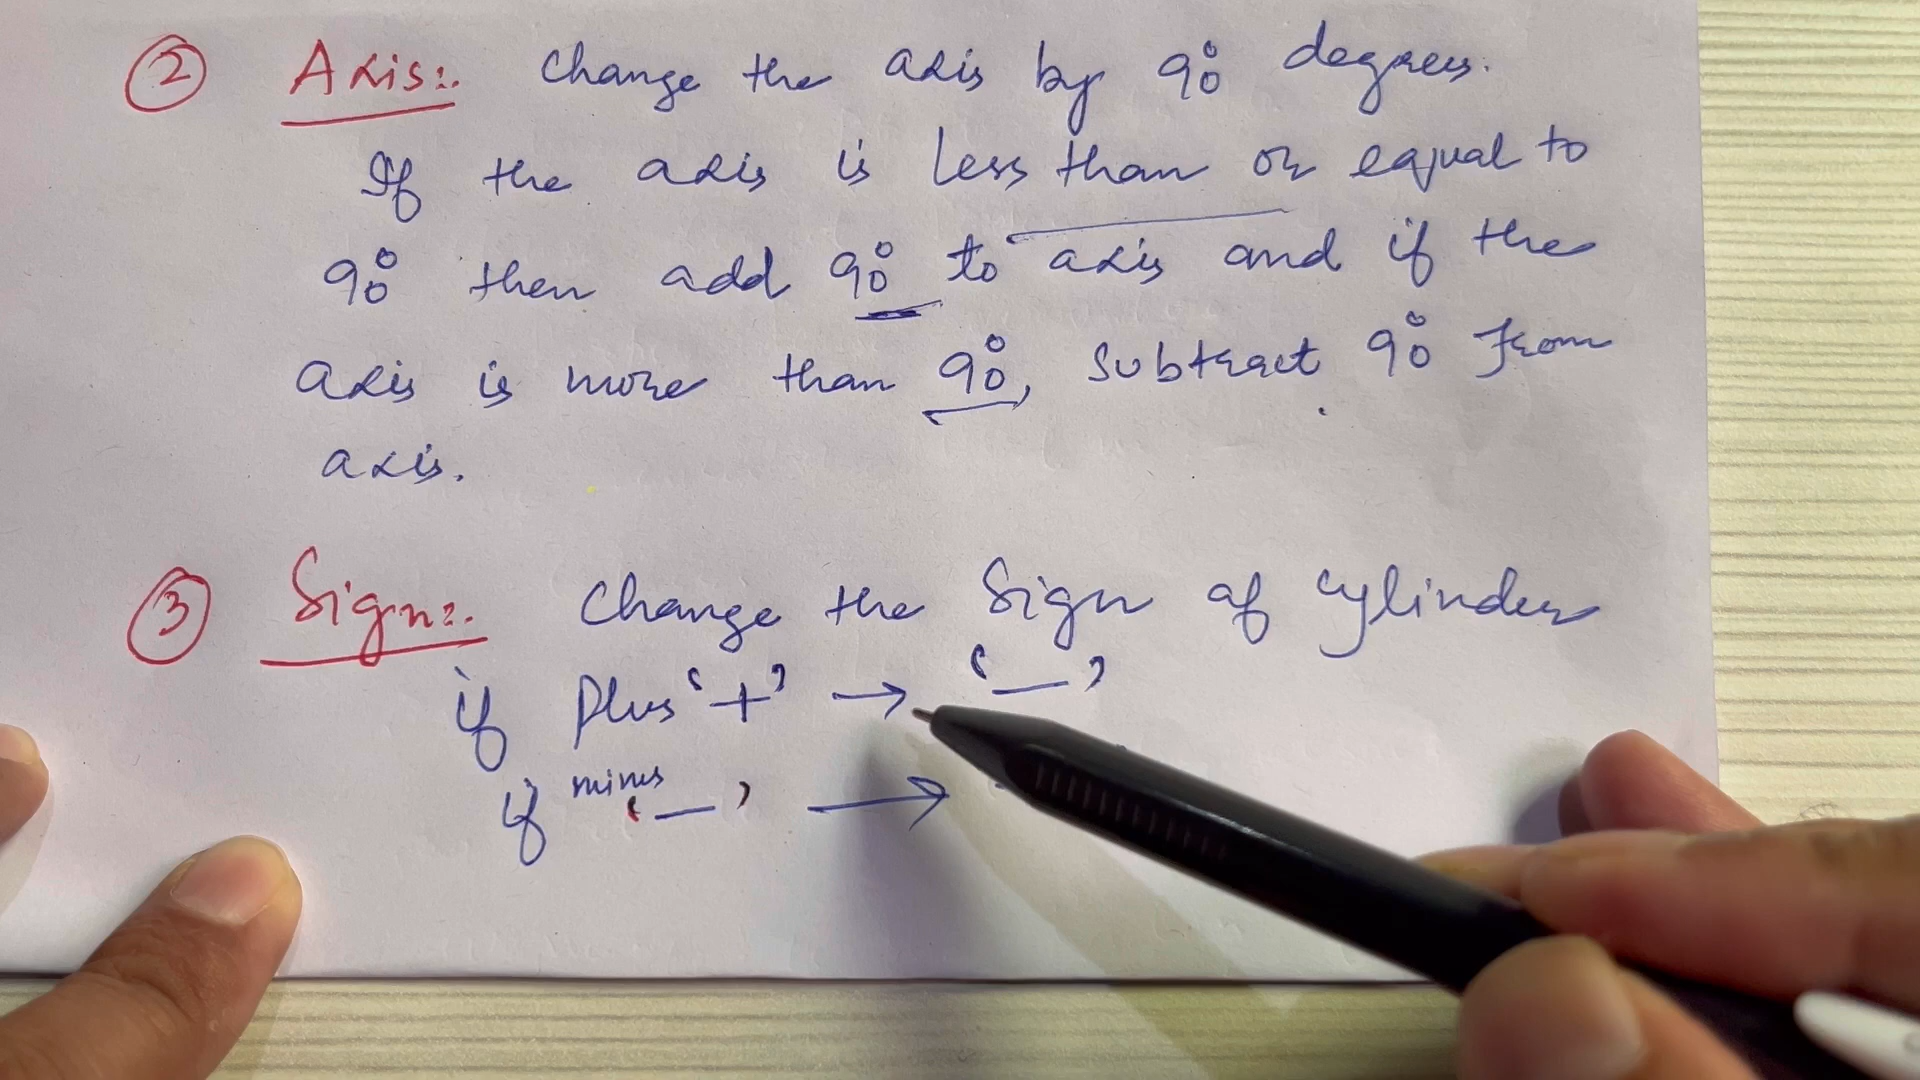 ② Axis:. Change the axis by 90° degrees.
If the axis is less than or equal to
90° then add 90° to axis and if the
axis is more than 90°, subtract 90° from
axis.
③ Sign:. Change the Sign of cylinder
if Plus '+' → '—'
if minus '—' →